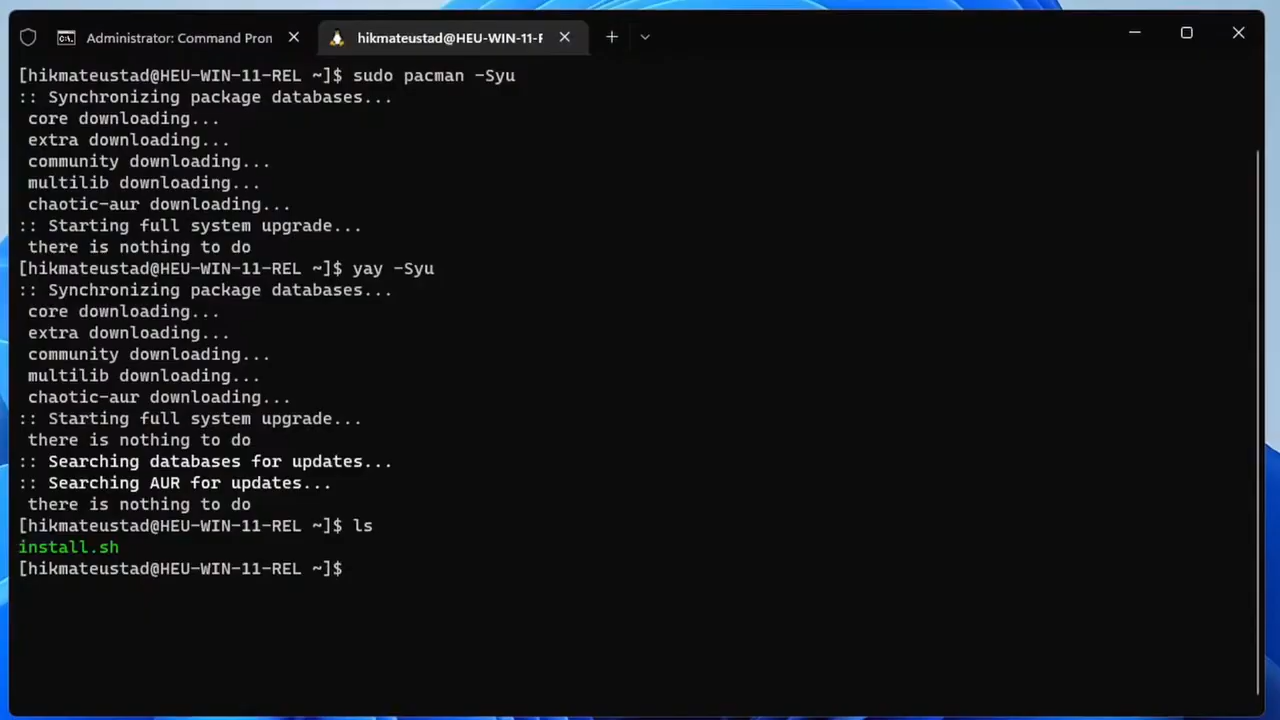 Administrator: Command Pron
hikmateustad@HEU-WIN-11-F
[hikmateustad@HEU-WIN-11-REL ~]$ sudo pacman -Syu
:: Synchronizing package databases...
core downloading...
extra downloading...
community downloading...
multilib downloading...
chaotic-aur downloading...
:: Starting full system upgrade...
there is nothing to do
[hikmateustad@HEU-WIN-11-REL ~]$ yay -Syu
:: Synchronizing package databases...
core downloading...
extra downloading...
community downloading...
multilib downloading...
chaotic-aur downloading...
:: Starting full system upgrade...
there is nothing to do
:: Searching databases for updates...
:: Searching AUR for updates...
there is nothing to do
[hikmateustad@HEU-WIN-11-REL ~]$ ls
install.sh
[hikmateustad@HEU-WIN-11-REL ~]$